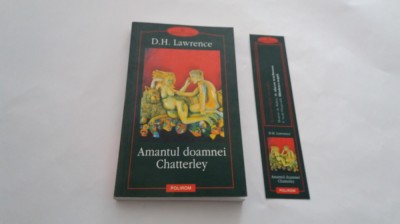 D.H. Lawrence
Amantul doamnei
Chatterley
POLIROM
D.H. Lawrence
Amantul doamnei
Chatterley
POLIROM